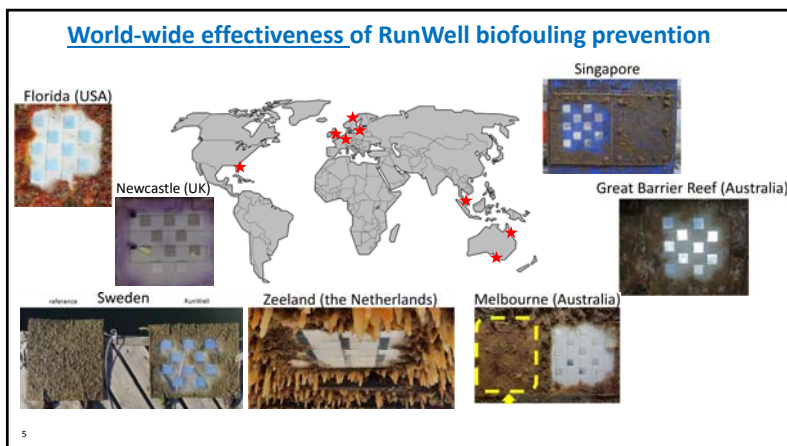 World-wide effectiveness of RunWell biofouling prevention
Florida (USA)
Singapore
Newcastle (UK)
Great Barrier Reef (Australia)
Sweden
reference
RunWell
Zeeland (the Netherlands)
Melbourne (Australia)
5